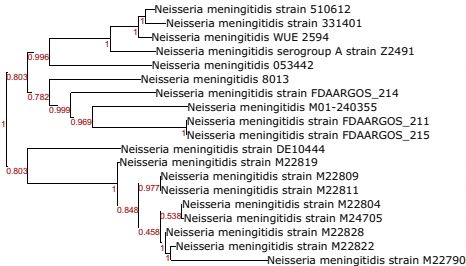 Neisseria meningitidis strain 510612
Neisseria meningitidis strain 331401
1
Neisseria meningitidis WUE 2594
1
Neisseria meningitidis serogroup A strain Z2491
0.996
Neisseria meningitidis 053442
0.803
Neisseria meningitidis 8013
0.782
Neisseria meningitidis strain FDAARGOS_214
0.999
Neisseria meningitidis M01-240355
0.969
Neisseria meningitidis strain FDAARGOS_211
1
Neisseria meningitidis strain FDAARGOS_215
1
Neisseria meningitidis strain DE10444
0.803
Neisseria meningitidis strain M22819
1
Neisseria meningitidis strain M22809
0.977
Neisseria meningitidis strain M22811
0.848
Neisseria meningitidis strain M22804
0.538
Neisseria meningitidis strain M24705
0.458
Neisseria meningitidis strain M22828
1
Neisseria meningitidis strain M22822
1
Neisseria meningitidis strain M22790